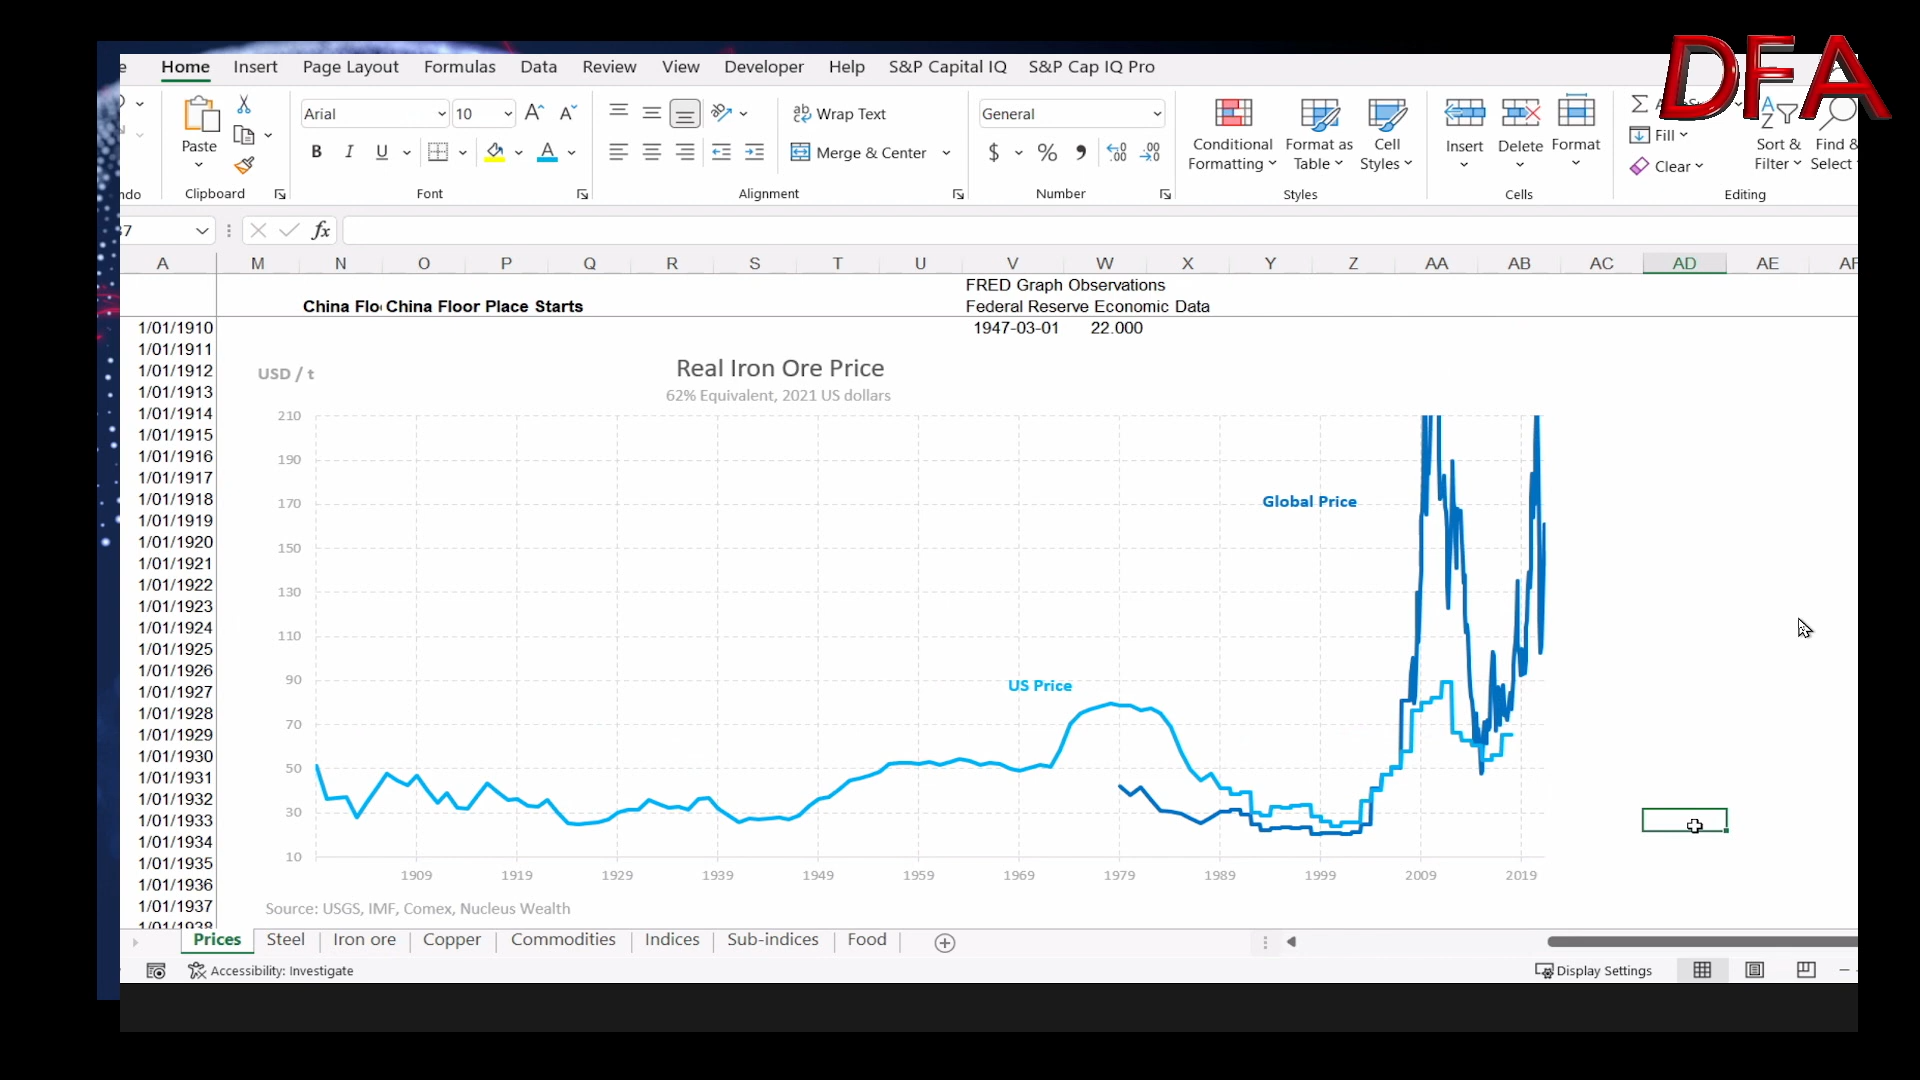 DFA
e Home Insert Page Layout Formulas Data Review View Developer Help S&P Capital IQ S&P Cap IQ Pro
Arial 10 Wrap Text General
Paste B I U Merge & Center $ % Conditional Formatting Format as Table Cell Styles Insert Delete Format Fill Clear Sort & Filter Find & Select
ndo Clipboard Font Alignment Number Styles Cells Editing
37 fx
A M N O P Q R S T U V W X Y Z AA AB AC AD AE AF
FRED Graph Observations
China Flo China Floor Place Starts Federal Reserve Economic Data
1/01/1910 1947-03-01 22.000
1/01/1911
1/01/1912
1/01/1913
1/01/1914
1/01/1915
1/01/1916
1/01/1917
1/01/1918
1/01/1919
1/01/1920
1/01/1921
1/01/1922
1/01/1923
1/01/1924
1/01/1925
1/01/1926
1/01/1927
1/01/1928
1/01/1929
1/01/1930
1/01/1931
1/01/1932
1/01/1933
1/01/1934
1/01/1935
1/01/1936
1/01/1937
1/01/1938
Real Iron Ore Price
USD / t
62% Equivalent, 2021 US dollars
210
190
170
150
130
110
90
70
50
30
10
Global Price
US Price
1909 1919 1929 1939 1949 1959 1969 1979 1989 1999 2009 2019
Source: USGS, IMF, Comex, Nucleus Wealth
Prices Steel Iron ore Copper Commodities Indices Sub-indices Food
Accessibility: Investigate Display Settings